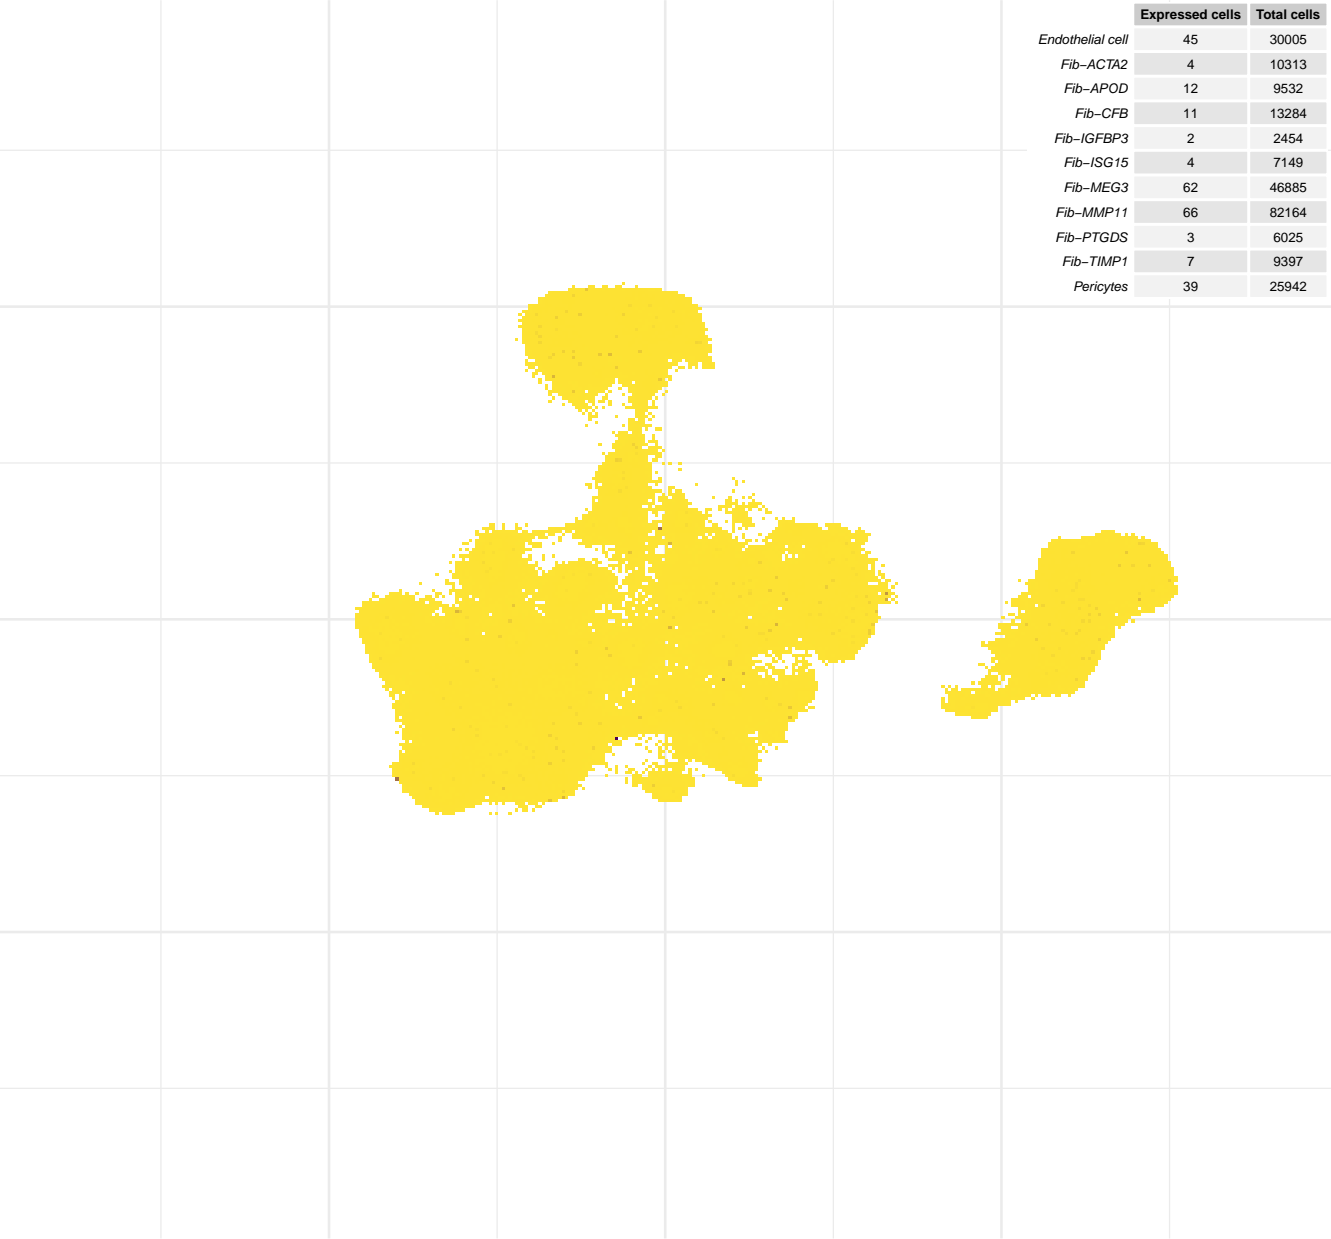 Expressed cells Total cells
Endothelial cell 45 30005
Fib−ACTA2 4 10313
Fib−APOD 12 9532
Fib−CFB 11 13284
Fib−IGFBP3 2 2454
Fib−ISG15 4 7149
Fib−MEG3 62 46885
Fib−MMP11 66 82164
Fib−PTGDS 3 6025
Fib−TIMP1 7 9397
Pericytes 39 25942